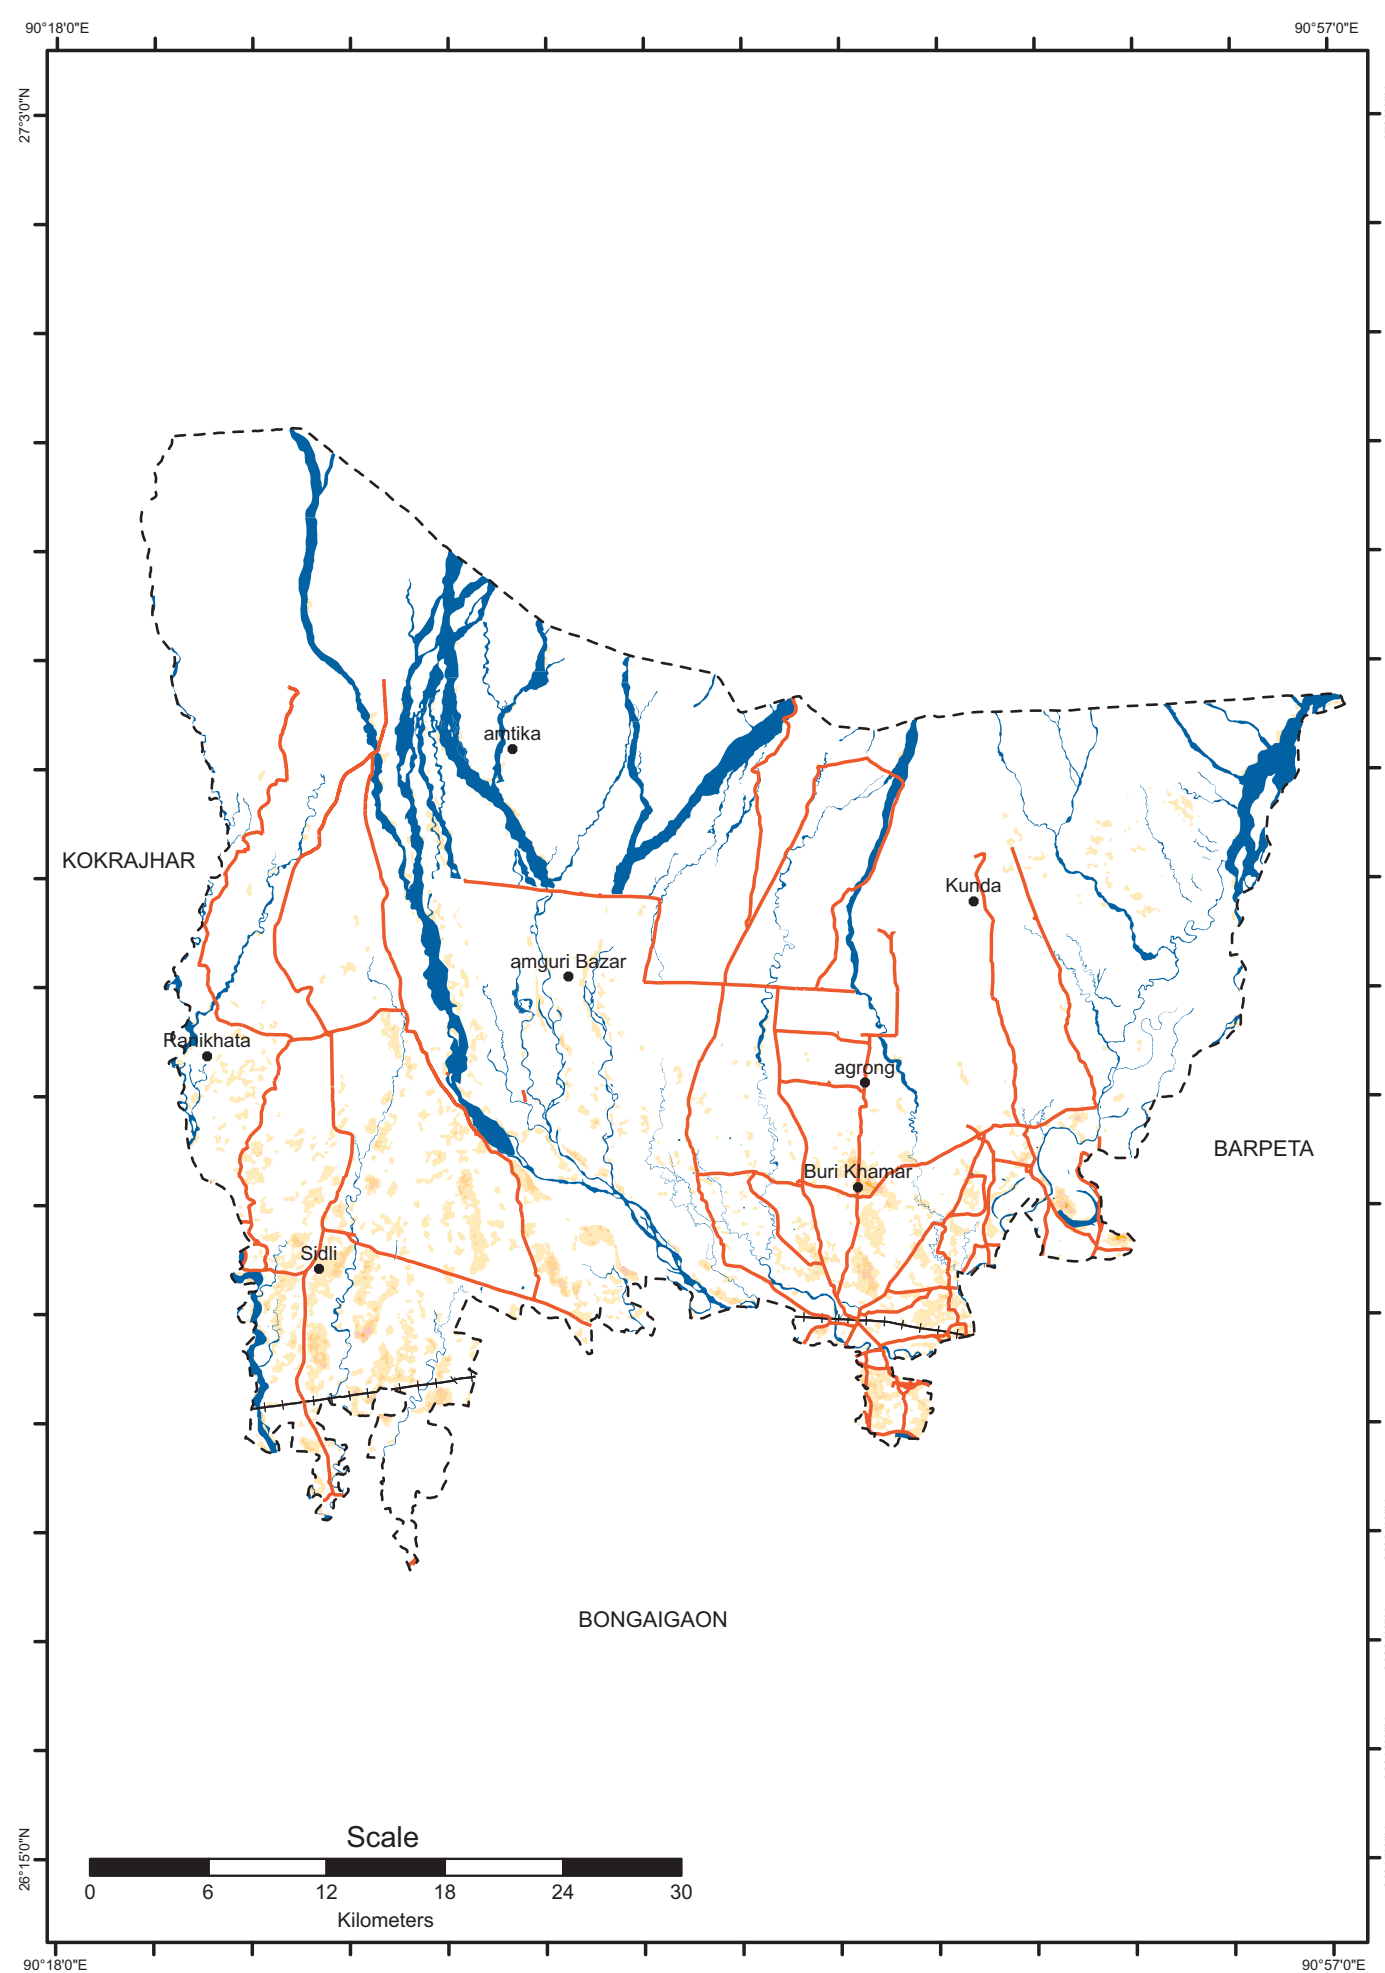 90°18'0"E
90°57'0"E
27°3'0"N
amtika
KOKRAJHAR
Kunda
amguri Bazar
Ranikhata
agrong
BARPETA
Buri Khamar
Sidli
BONGAIGAON
Scale
26°15'0"N
0 6 12 18 24 30
Kilometers
90°18'0"E
90°57'0"E